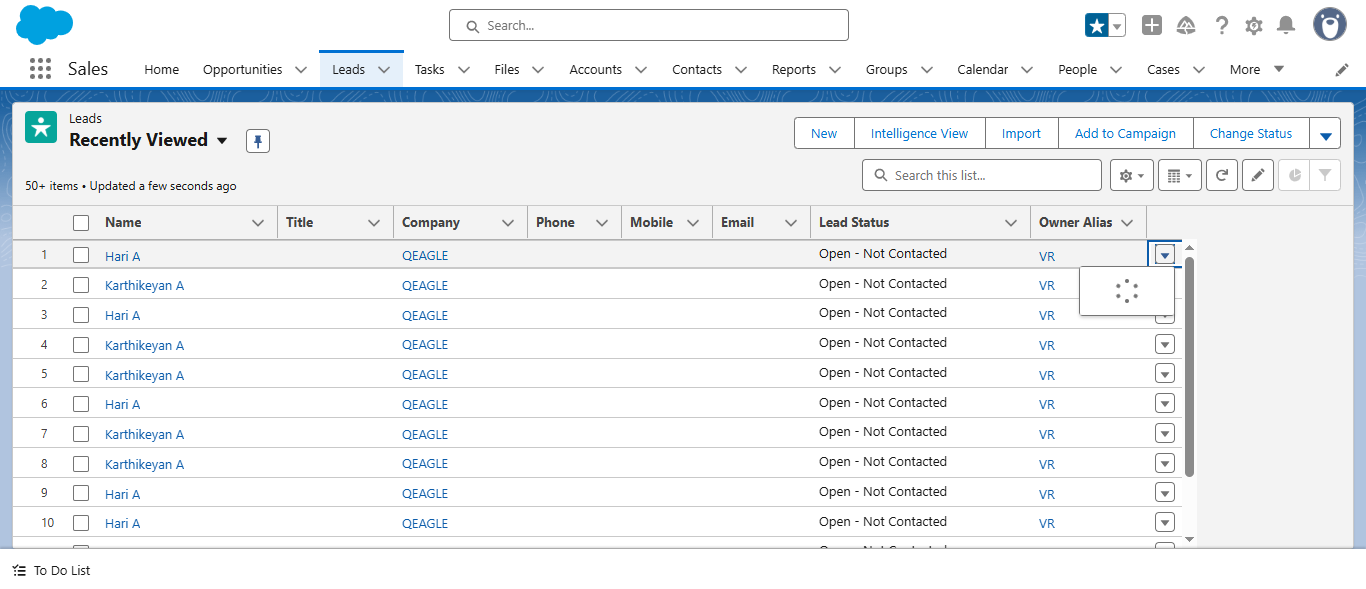 Search...
Sales Home Opportunities Leads Tasks Files Accounts Contacts Reports Groups Calendar People Cases More
Leads
Recently Viewed
New Intelligence View Import Add to Campaign Change Status
50+ items • Updated a few seconds ago
Search this list...
Name Title Company Phone Mobile Email Lead Status Owner Alias
1 Hari A QEAGLE Open - Not Contacted VR
2 Karthikeyan A QEAGLE Open - Not Contacted VR
3 Hari A QEAGLE Open - Not Contacted VR
4 Karthikeyan A QEAGLE Open - Not Contacted VR
5 Karthikeyan A QEAGLE Open - Not Contacted VR
6 Hari A QEAGLE Open - Not Contacted VR
7 Karthikeyan A QEAGLE Open - Not Contacted VR
8 Karthikeyan A QEAGLE Open - Not Contacted VR
9 Hari A QEAGLE Open - Not Contacted VR
10 Hari A QEAGLE Open - Not Contacted VR
To Do List